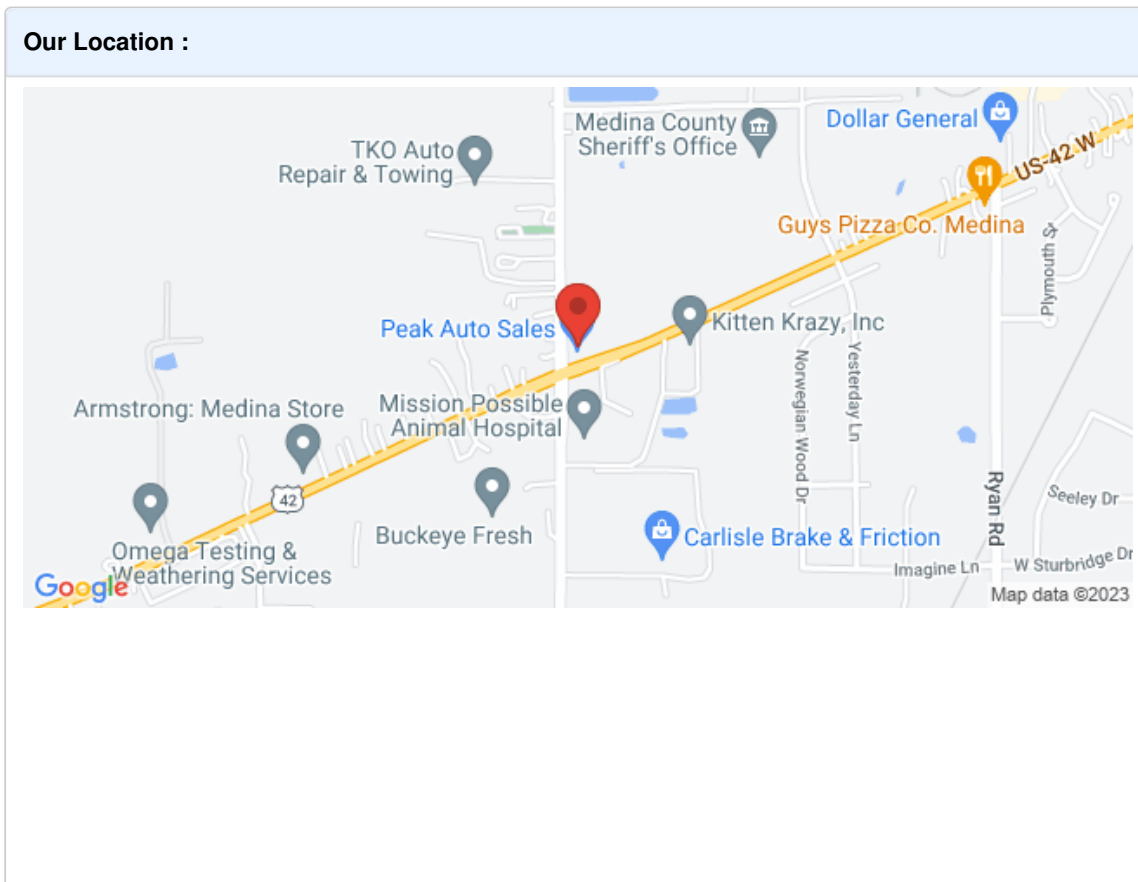 Our Location :
Medina County
Sheriff's Office
Dollar General
TKO Auto
Repair & Towing
US-42 W
Guys Pizza Co. Medina
Plymouth St
Peak Auto Sales
Kitten Krazy, Inc
Norwegian Wood Dr
Yesterday Ln
Armstrong: Medina Store
Mission Possible
Animal Hospital
42
Ryan Rd
Seeley Dr
Buckeye Fresh
Carlisle Brake & Friction
Omega Testing &
Weathering Services
Imagine Ln
W Sturbridge Dr
Google
Map data ©2023